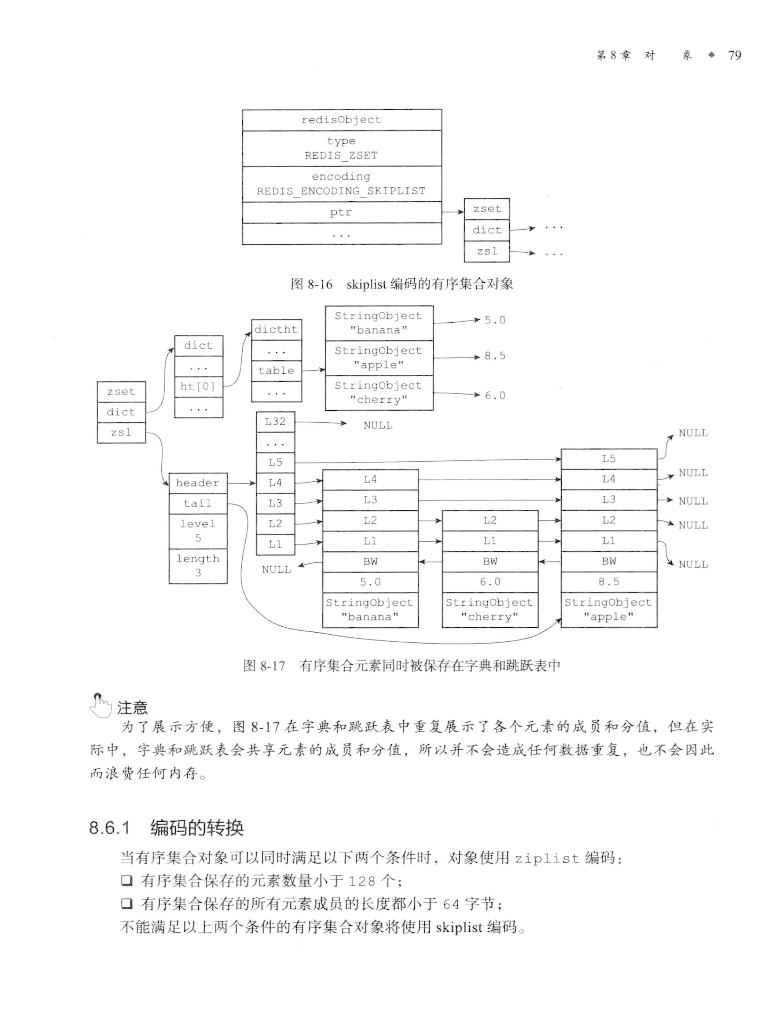 第8章 对 象 ◆ 79
redisObject
type
REDIS_ZSET
encoding
REDIS_ENCODING_SKIPLIST
ptr
...
zset
dict
zsl
...
...
图 8-16 skiplist 编码的有序集合对象
zset
dict
zsl
dict
...
ht[0]
...
dictht
...
table
...
StringObject
"banana"
StringObject
"apple"
StringObject
"cherry"
5.0
8.5
6.0
header
tail
level
5
length
3
L32
...
L5
L4
L3
L2
L1
NULL
NULL
L4
L3
L2
L1
BW
5.0
StringObject
"banana"
L2
L1
BW
6.0
StringObject
"cherry"
L5
L4
L3
L2
L1
BW
8.5
StringObject
"apple"
NULL
NULL
NULL
NULL
NULL
图 8-17 有序集合元素同时被保存在字典和跳跃表中
注意
为了展示方便，图 8-17 在字典和跳跃表中重复展示了各个元素的成员和分值，但在实
际中，字典和跳跃表会共享元素的成员和分值，所以并不会造成任何数据重复，也不会因此
而浪费任何内存。
8.6.1 编码的转换
当有序集合对象可以同时满足以下两个条件时，对象使用 ziplist 编码：
❑ 有序集合保存的元素数量小于 128 个；
❑ 有序集合保存的所有元素成员的长度都小于 64 字节；
不能满足以上两个条件的有序集合对象将使用 skiplist 编码。